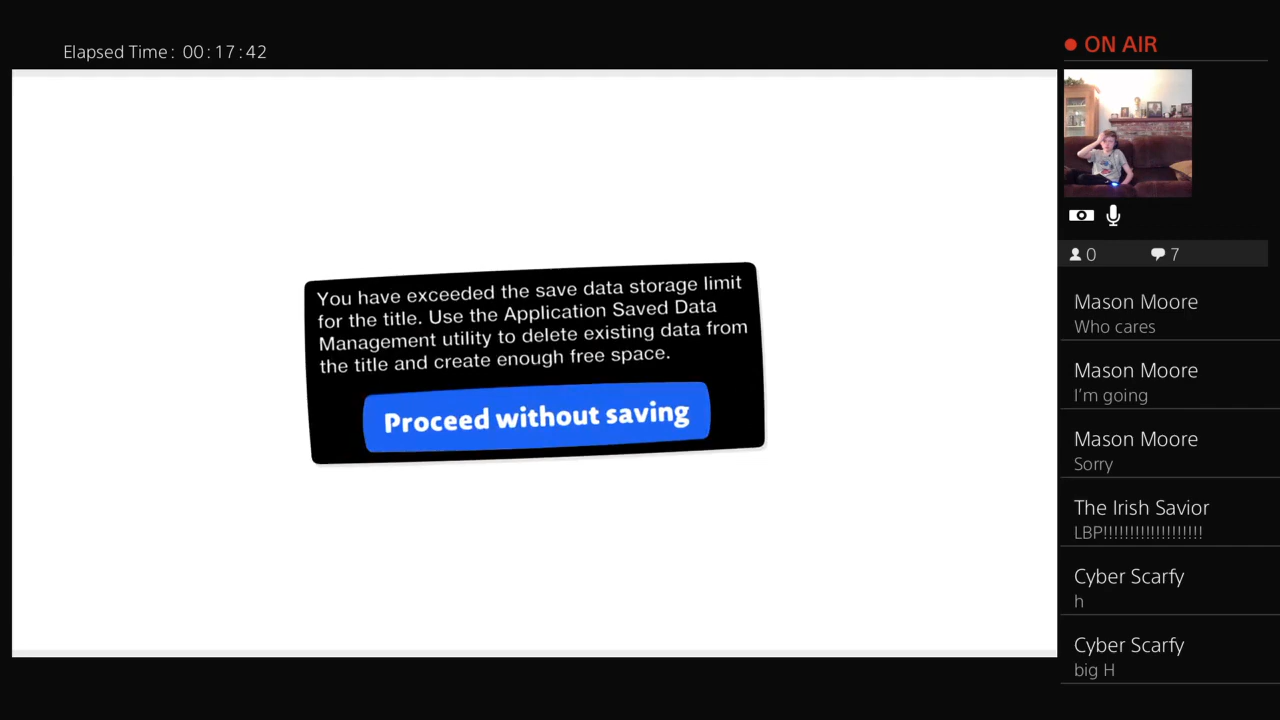 Elapsed Time: 00:17:42
ON AIR
You have exceeded the save data storage limit
for the title. Use the Application Saved Data
Management utility to delete existing data from
the title and create enough free space.
Proceed without saving
0 7
Mason Moore
Who cares
Mason Moore
I'm going
Mason Moore
Sorry
The Irish Savior
LBP!!!!!!!!!!!!!!!!!!!
Cyber Scarfy
h
Cyber Scarfy
big H